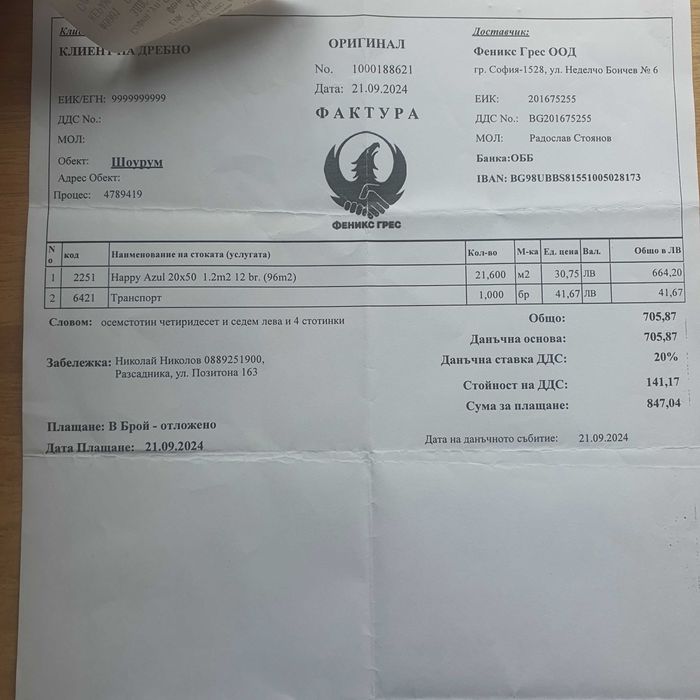 КЛИЕНТ НА ДРЕБНО
ЕИК/ЕГН: 9999999999
ДДС No.:
МОЛ:
Обект: Шоурум
Адрес Обект:
Процес: 4789419
ОРИГИНАЛ
No. 1000188621
Дата: 21.09.2024
ФАКТУРА
ФЕНИКС ГРЕС
Доставчик:
Феникс Грес ООД
гр. София-1528, ул. Неделчо Бончев № 6
ЕИК: 201675255
ДДС No.: BG201675255
МОЛ: Радослав Стоянов
Банка:ОББ
IBAN: BG98UBBS81551005028173
No код Наименование на стоката (услугата) Кол-во М-ка Ед. цена Вал. Общо в ЛВ
1 2251 Happy Azul 20x50 1.2m2 12 br. (96m2) 21,600 м2 30,75 ЛВ 664,20
2 6421 Транспорт 1,000 бр 41,67 ЛВ 41,67
Словом: осемстотин четиридесет и седем лева и 4 стотинки
Забележка: Николай Николов 0889251900,
Разсадника, ул. Позитона 163
Общо: 705,87
Данъчна основа: 705,87
Данъчна ставка ДДС: 20%
Стойност на ДДС: 141,17
Сума за плащане: 847,04
Плащане: В Брой - отложено
Дата Плащане: 21.09.2024
Дата на данъчното събитие: 21.09.2024